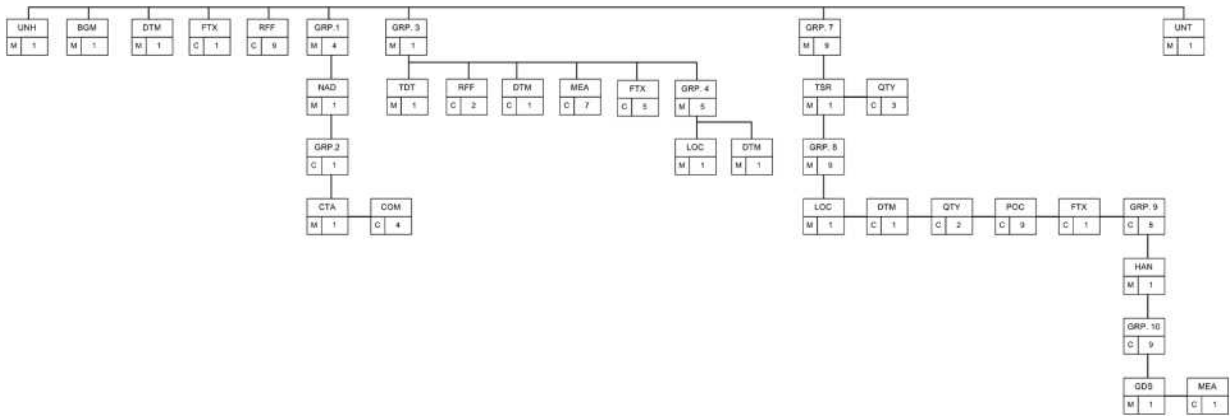 UNH BGM DTM FTX RFF GRP.1 GRP. 3 GRP. 7 UNT
M 1 M 1 M 1 C 1 C 9 M 4 M 1 M 9 M 1
NAD TDT RFF DTM MEA FTX GRP. 4 TSR QTY
M 1 M 1 C 2 C 1 C 7 C 5 M 5 M 1 C 3
GRP.2 LOC DTM GRP. 8
C 1 M 1 M 1 M 9
CTA COM LOC DTM QTY POC FTX GRP. 9
M 1 C 4 M 1 C 1 C 2 C 9 C 1 C
HAN
M 1
GRP. 10
C 9
GDS MEA
M 1 C 1